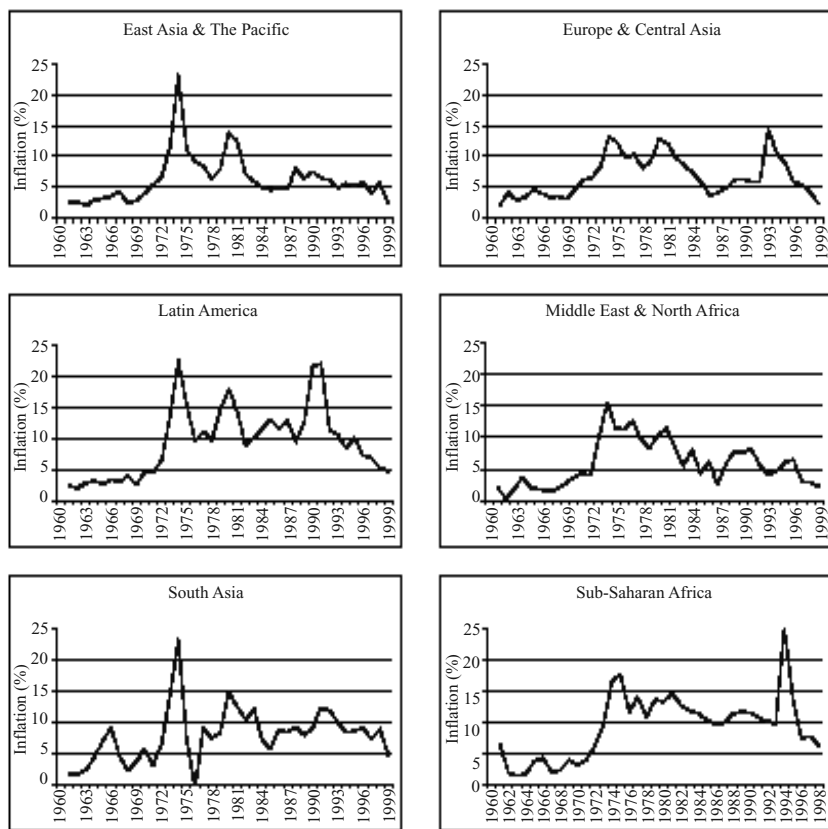 East Asia & The Pacific
Inflation (%)
25
20
15
10
5
0
1960 1963 1966 1969 1972 1975 1978 1981 1984 1987 1990 1993 1996 1999
Europe & Central Asia
Inflation (%)
25
20
15
10
5
0
1960 1963 1966 1969 1972 1975 1978 1981 1984 1987 1990 1993 1996 1999
Latin America
Inflation (%)
25
20
15
10
5
0
1960 1963 1966 1969 1972 1975 1978 1981 1984 1987 1990 1993 1996 1999
Middle East & North Africa
Inflation (%)
25
20
15
10
5
0
1960 1963 1966 1969 1972 1975 1978 1981 1984 1987 1990 1993 1996 1999
South Asia
Inflation (%)
25
20
15
10
5
0
1960 1963 1966 1969 1972 1975 1978 1981 1984 1987 1990 1993 1996 1999
Sub-Saharan Africa
Inflation (%)
25
20
15
10
5
0
1960 1962 1964 1966 1968 1970 1972 1974 1976 1978 1980 1982 1984 1986 1988 1990 1992 1994 1996 1998